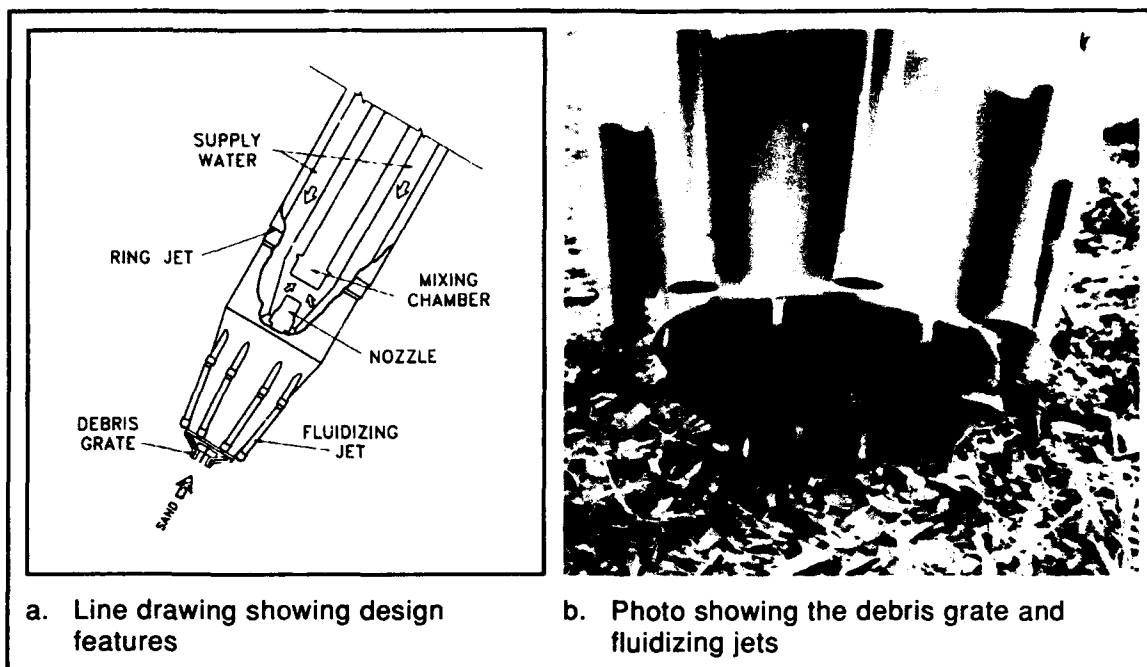 SUPPLY
WATER
RING JET
MIXING
CHAMBER
NOZZLE
DEBRIS
GRATE
FLUIDIZING
JET
SAND
a. Line drawing showing design
features
b. Photo showing the debris grate and
fluidizing jets